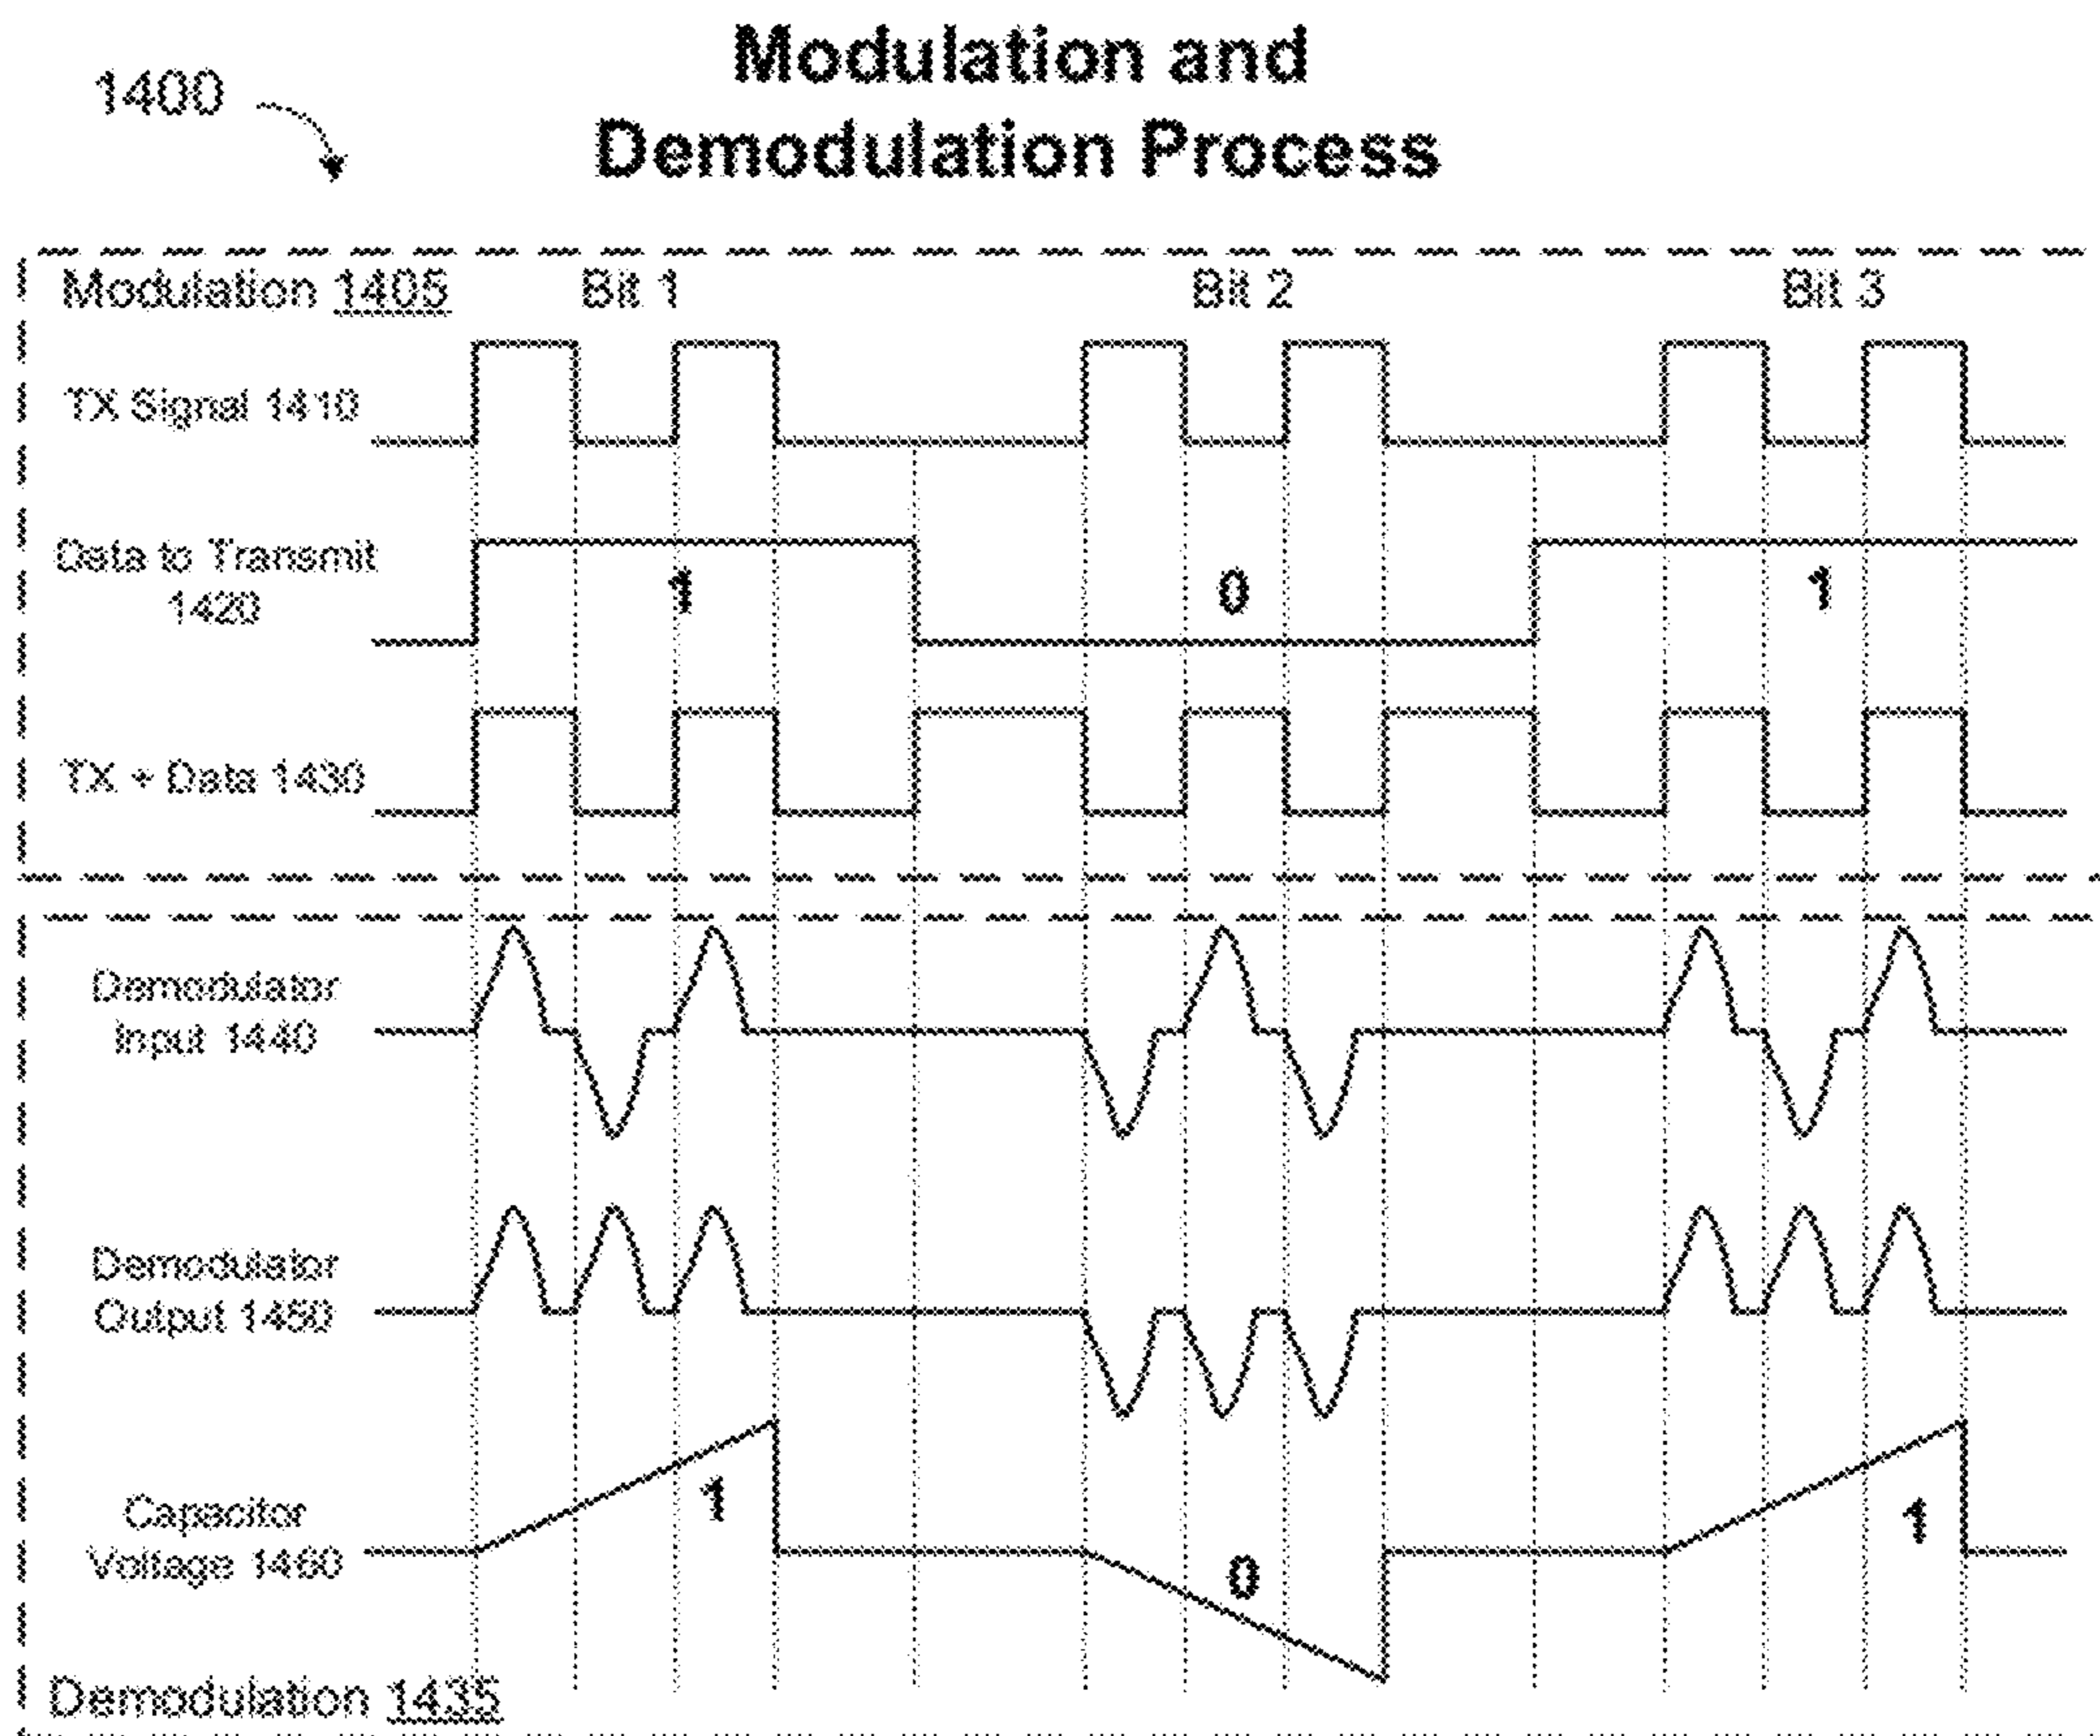 Modulation and
Demodulation Process
1400
Modulation 1405
Bit 1
Bit 2
Bit 3
TX Signal 1410
Data to Transmit
1420
1
0
1
TX + Data 1430
Demodulator
Input 1440
Demodulator
Output 1450
Capacitor
Voltage 1460
1
0
1
Demodulation 1435